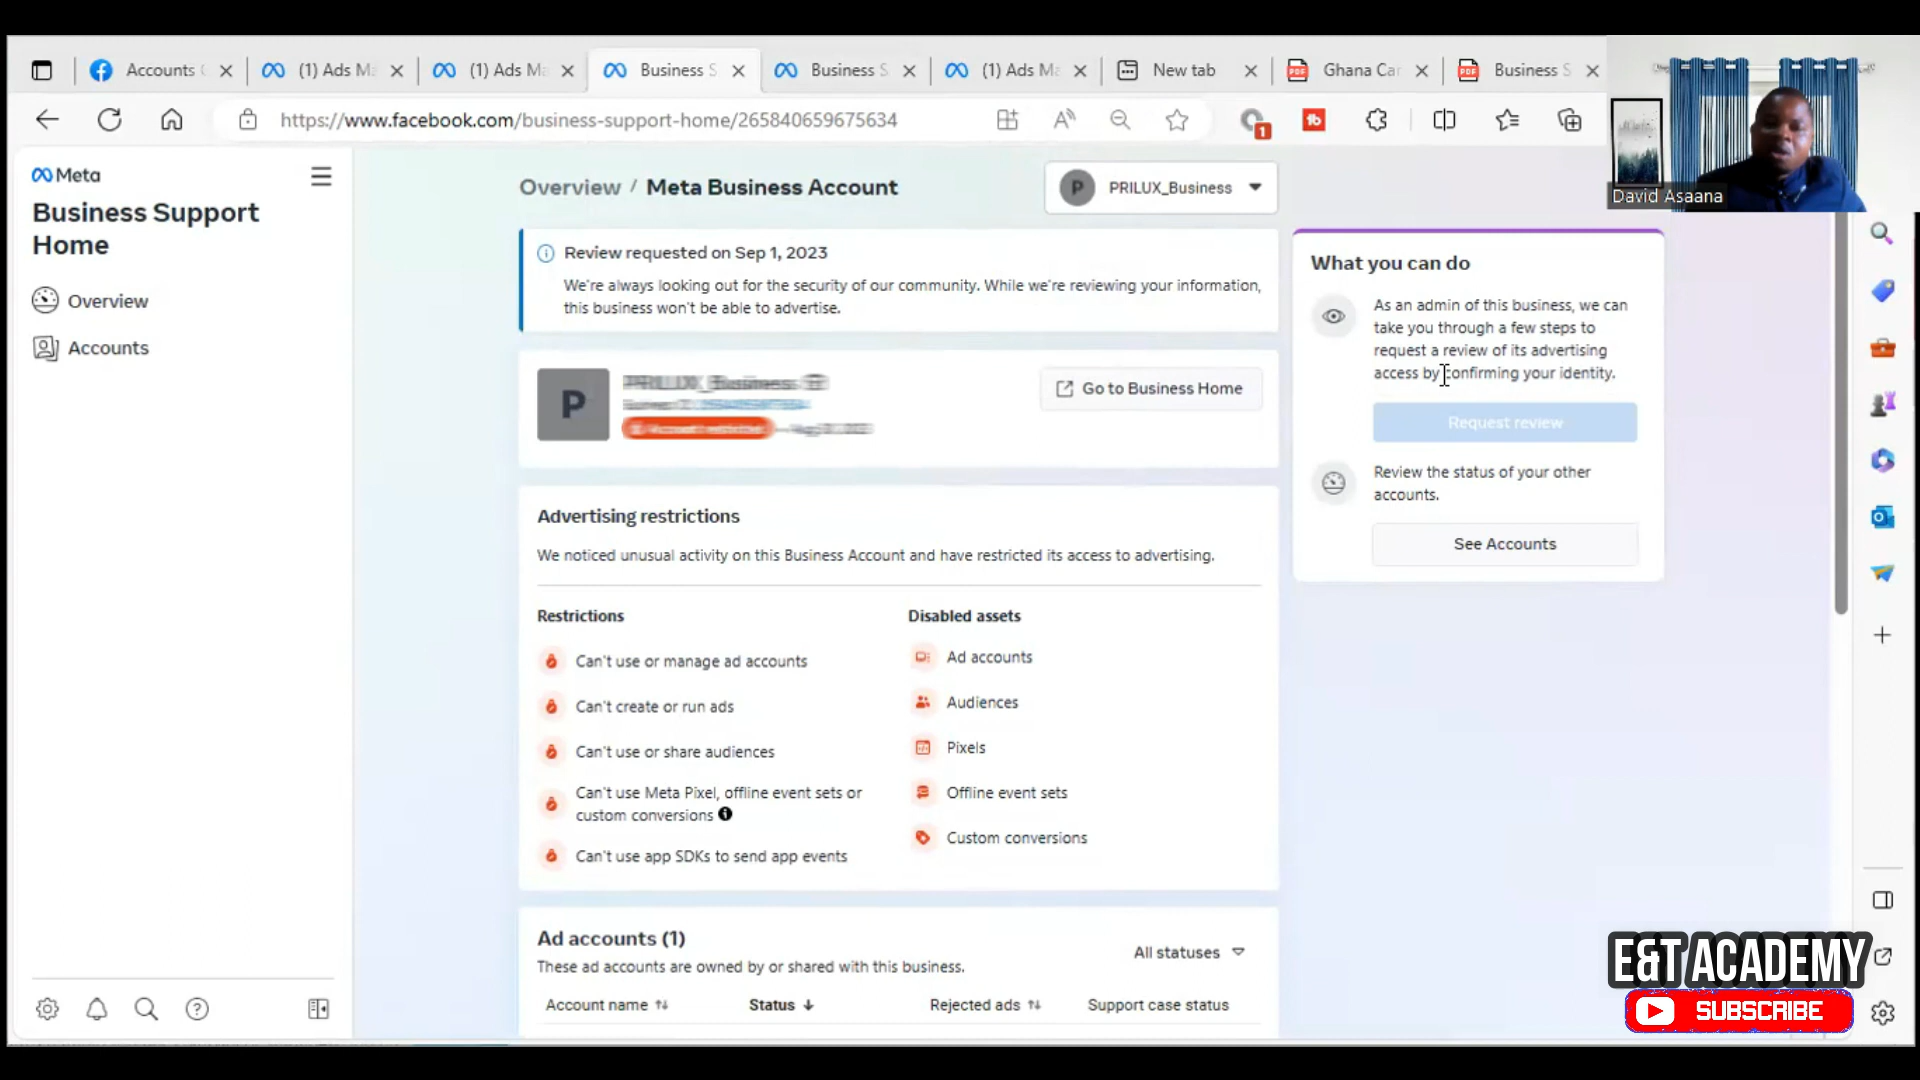 Accounts
(1) Ads Ma
(1) Ads Ma
Business S
Business S
(1) Ads Ma
New tab
Ghana Car
Business S
https://www.facebook.com/business-support-home/265840659675634
1
David Asaana
Meta
Business Support
Home
Overview
Accounts
Overview / Meta Business Account
P
PRILUX_Business
Review requested on Sep 1, 2023
We're always looking out for the security of our community. While we're reviewing your information,
this business won't be able to advertise.
P
PRILUX_Business
Go to Business Home
Advertising restrictions
We noticed unusual activity on this Business Account and have restricted its access to advertising.
Restrictions
Can't use or manage ad accounts
Can't create or run ads
Can't use or share audiences
Can't use Meta Pixel, offline event sets or
custom conversions
Can't use app SDKs to send app events
Disabled assets
Ad accounts
Audiences
Pixels
Offline event sets
Custom conversions
Ad accounts (1)
These ad accounts are owned by or shared with this business.
All statuses
Account name
Status
Rejected ads
Support case status
What you can do
As an admin of this business, we can
take you through a few steps to
request a review of its advertising
access by confirming your identity.
Request review
Review the status of your other
accounts.
See Accounts
E&T ACADEMY
SUBSCRIBE